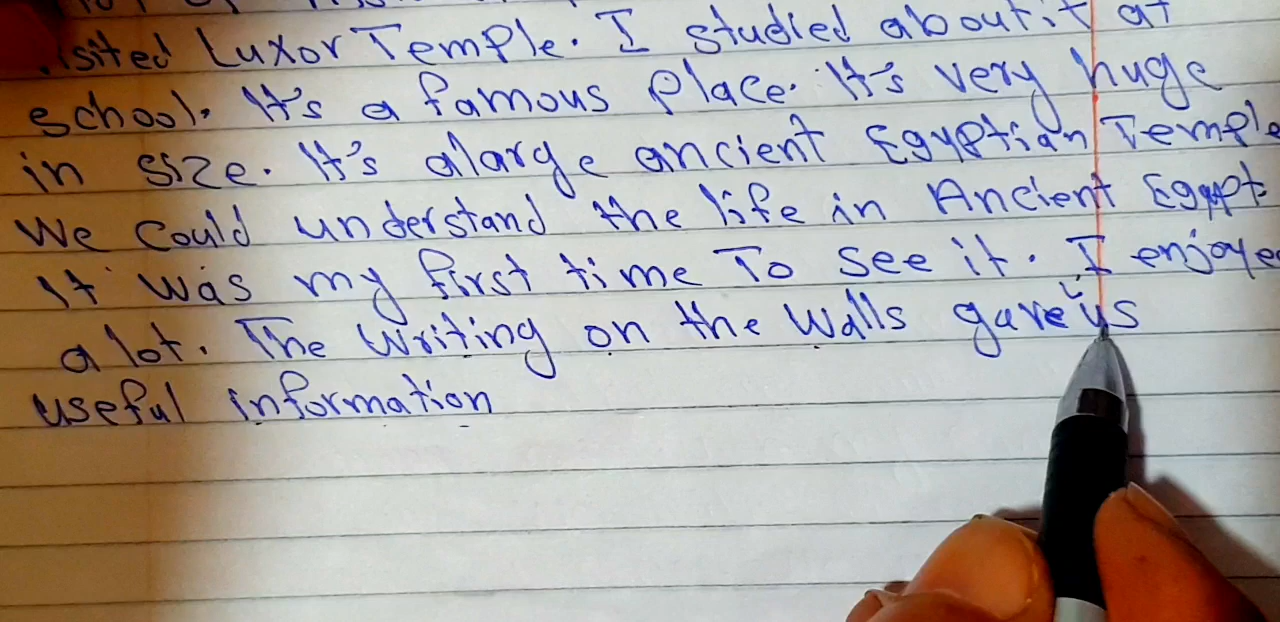 visited Luxor Temple. I studied about it at
school. It's a famous Place. It's very huge
in size. It's alarge ancient Egyptian Temple
We Could understand the life in Ancient Egypt.
It was my first time To see it. I enjoye
a lot. The writing on the Walls gave us
useful information